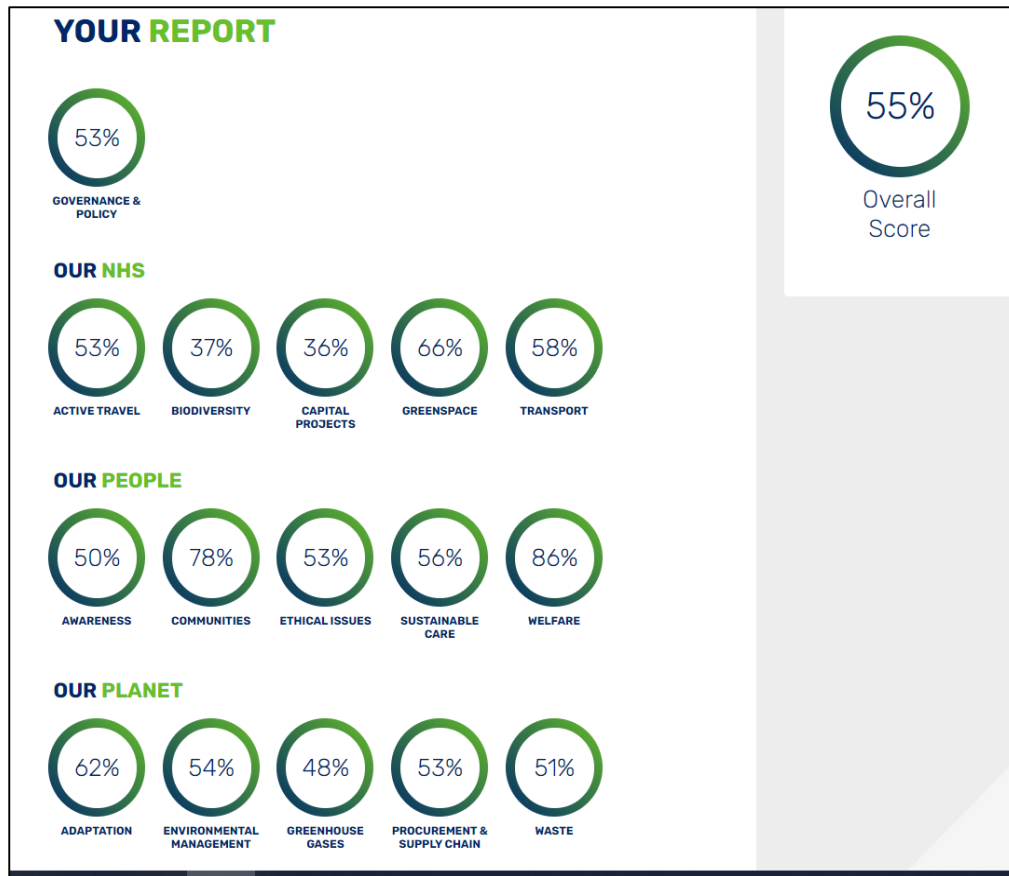 YOUR REPORT
53%
GOVERNANCE &
POLICY
55%
Overall
Score
OUR NHS
53% 37% 36% 66% 58%
ACTIVE TRAVEL BIODIVERSITY CAPITAL PROJECTS GREENSPACE TRANSPORT
OUR PEOPLE
50% 78% 53% 56% 86%
AWARENESS COMMUNITIES ETHICAL ISSUES SUSTAINABLE CARE WELFARE
OUR PLANET
62% 54% 48% 53% 51%
ADAPTATION ENVIRONMENTAL MANAGEMENT GREENHOUSE GASES PROCUREMENT & SUPPLY CHAIN WASTE